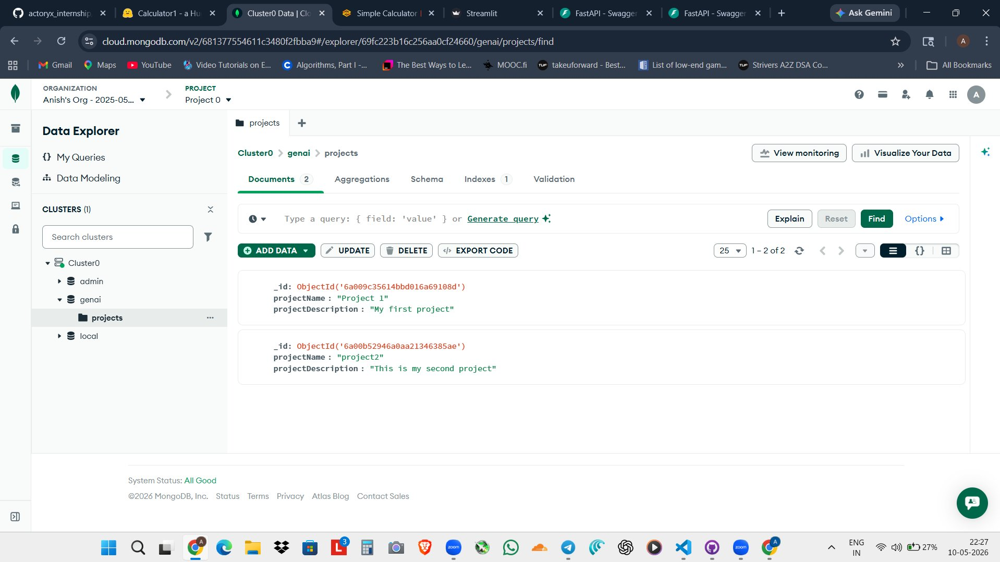 actoryx_internship,
Calculator1 - a Hu
Cluster0 Data | Clo
Simple Calculator
Streamlit
FastAPI - Swagger
FastAPI - Swagger
Ask Gemini
cloud.mongodb.com/v2/681377554611c3480f2fbba9#/explorer/69fc223b16c256aa0cf24660/genai/projects/find
A
Gmail
Maps
YouTube
Video Tutorials on E...
Algorithms, Part I -...
The Best Ways to Le...
MOOC.fi
takeuforward - Best...
List of low-end gam...
Strivers A2Z DSA Co...
All Bookmarks
ORGANIZATION
Anish's Org - 2025-05...
PROJECT
Project 0
A
Data Explorer
My Queries
Data Modeling
CLUSTERS (1)
Search clusters
Cluster0
admin
genai
projects
local
projects
Cluster0 > genai > projects
View monitoring
Visualize Your Data
Documents 2
Aggregations
Schema
Indexes 1
Validation
Type a query: { field: 'value' } or Generate query
Explain
Reset
Find
Options
ADD DATA
UPDATE
DELETE
EXPORT CODE
25
1 – 2 of 2
_id: ObjectId('6a009c35614bbd016a69108d')
projectName : "Project 1"
projectDescription : "My first project"
_id: ObjectId('6a00b52946a0aa21346385ae')
projectName : "project2"
projectDescription : "This is my second project"
System Status: All Good
©2026 MongoDB, Inc. Status Terms Privacy Atlas Blog Contact Sales
A
L
3
zoom
zoom
A
ENG
IN
27%
22:27
10-05-2026